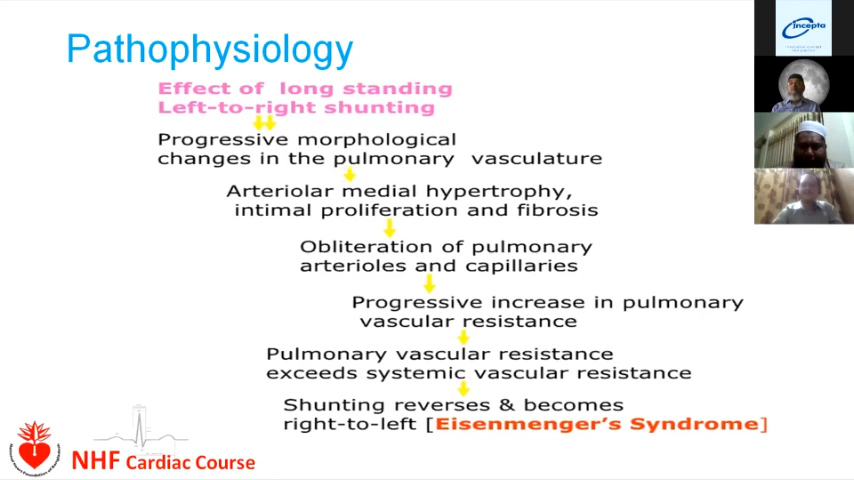 Pathophysiology
Effect of long standing
Left-to-right shunting
Progressive morphological
changes in the pulmonary vasculature
Arteriolar medial hypertrophy,
intimal proliferation and fibrosis
Obliteration of pulmonary
arterioles and capillaries
Progressive increase in pulmonary
vascular resistance
Pulmonary vascular resistance
exceeds systemic vascular resistance
Shunting reverses & becomes
right-to-left [Eisenmenger's Syndrome]
NHF Cardiac Course
incepta